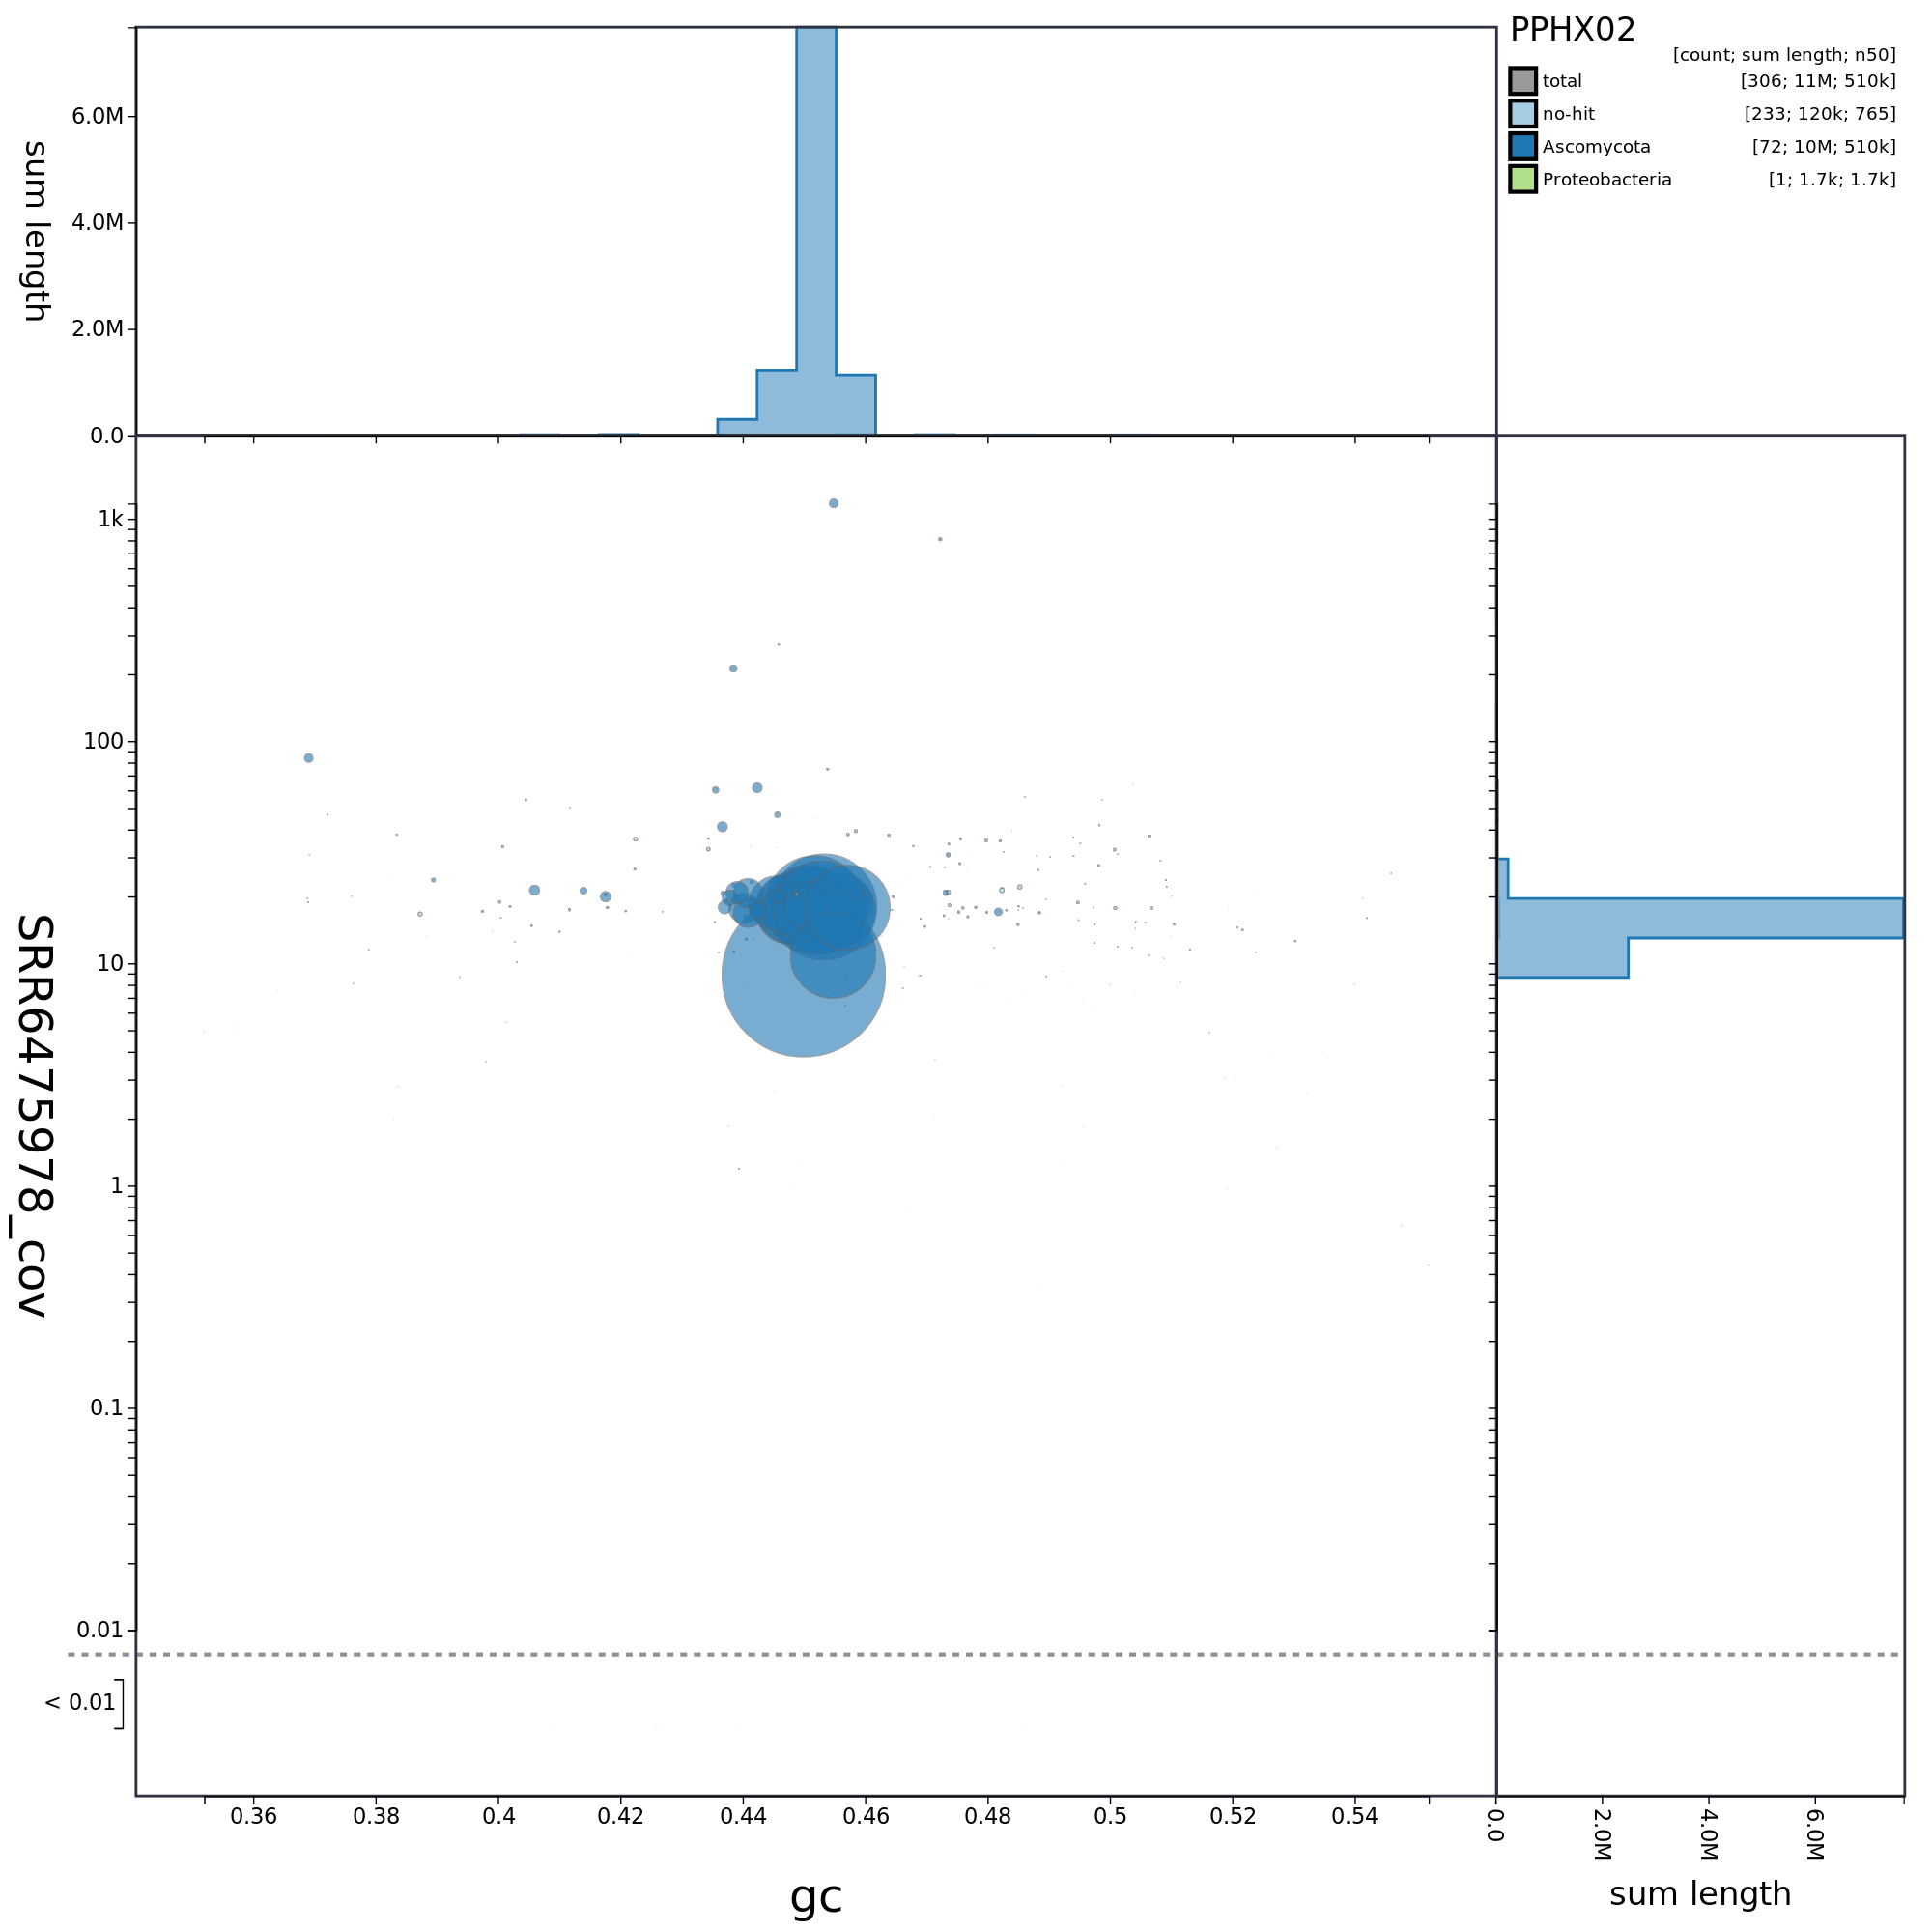 PPHX02
[count; sum length; n50]
total [306; 11M; 510k]
no-hit [233; 120k; 765]
Ascomycota [72; 10M; 510k]
Proteobacteria [1; 1.7k; 1.7k]
sum length
6.0M
4.0M
2.0M
0.0
SRR6475978_cov
1k
100
10
1
0.1
0.01
< 0.01
0.36 0.38 0.4 0.42 0.44 0.46 0.48 0.5 0.52 0.54
gc
0.0 2.0M 4.0M 6.0M
sum length